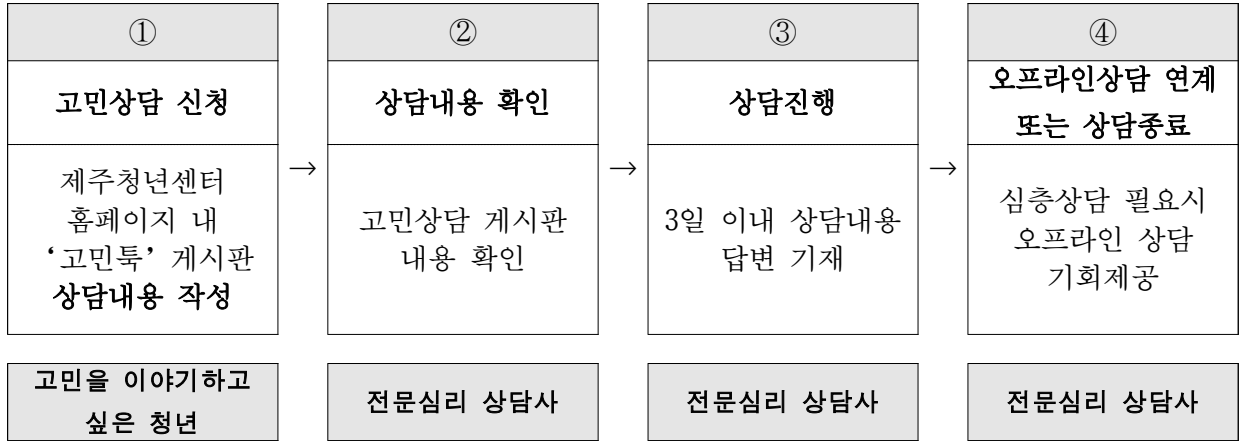 ①
고민상담 신청
제주청년센터
홈페이지 내
‘고민톡’ 게시판
상담내용 작성
고민을 이야기하고
싶은 청년
→
②
상담내용 확인
고민상담 게시판
내용 확인
전문심리 상담사
→
③
상담진행
3일 이내 상담내용
답변 기재
전문심리 상담사
→
④
오프라인상담 연계
또는 상담종료
심층상담 필요시
오프라인 상담
기회제공
전문심리 상담사